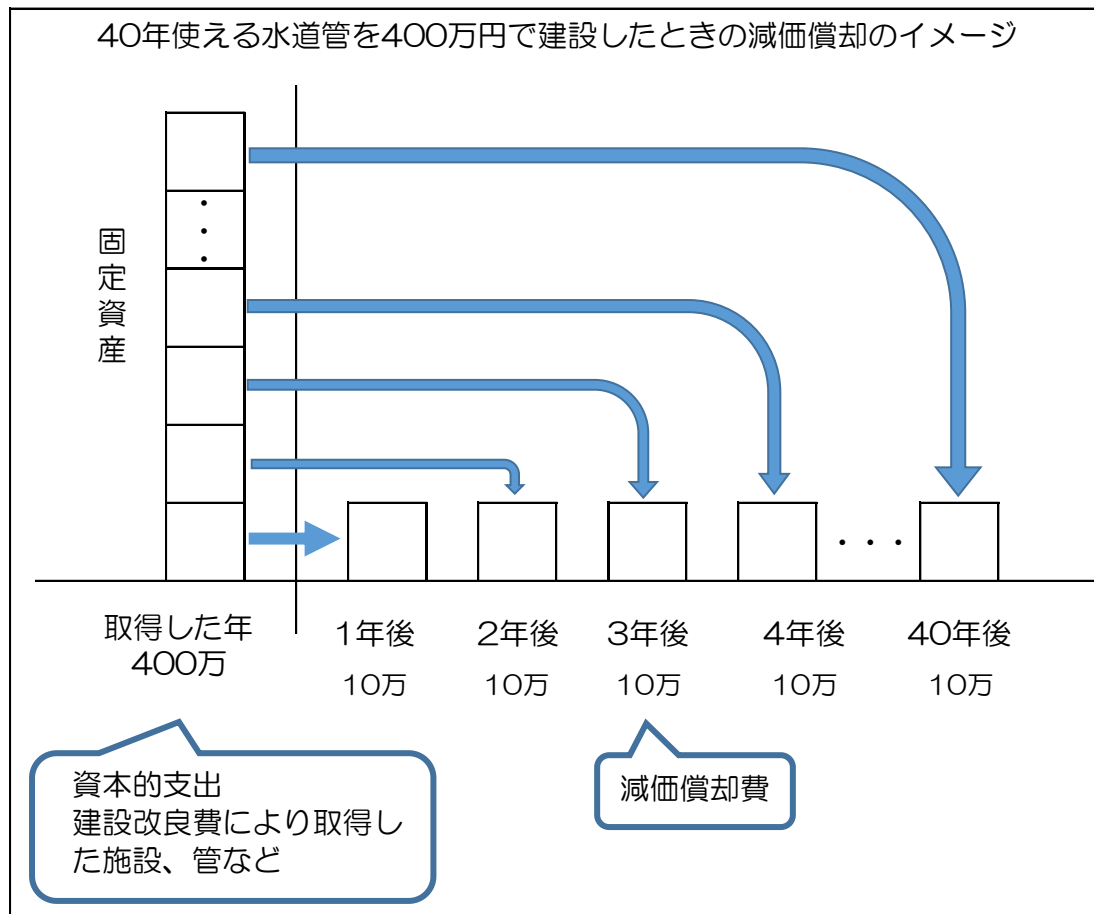 40年使える水道管を400万円で建設したときの減価償却のイメージ
固定資産
・・・
・・・
取得した年
400万
1年後
2年後
3年後
4年後
40年後
10万
10万
10万
10万
10万
資本的支出
建設改良費により取得し
た施設、管など
減価償却費